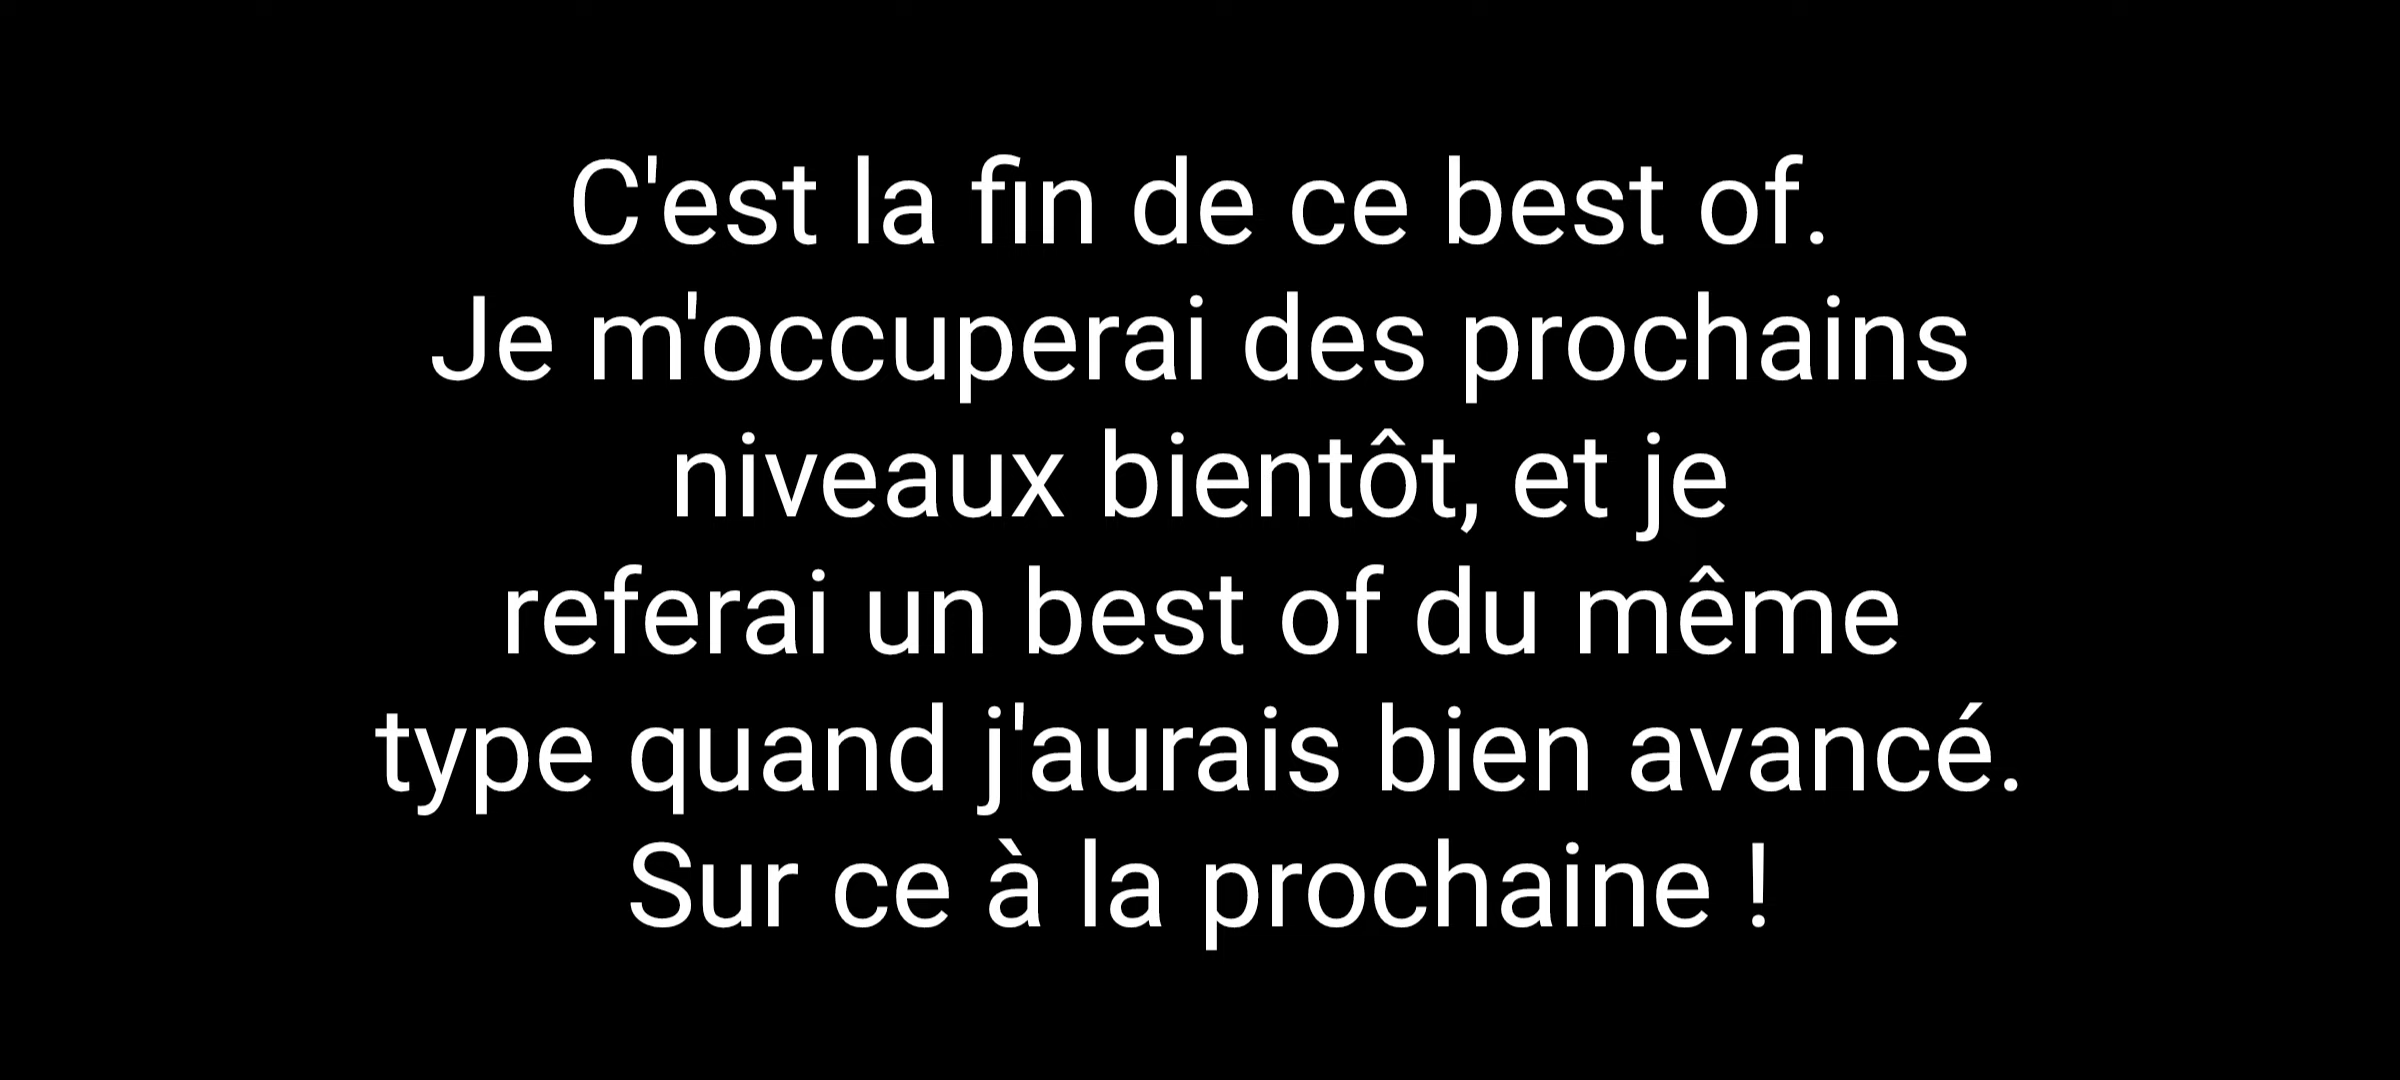 C'est la fin de ce best of.
Je m'occuperai des prochains
niveaux bientôt, et je
referai un best of du même
type quand j'aurais bien avancé.
Sur ce à la prochaine !